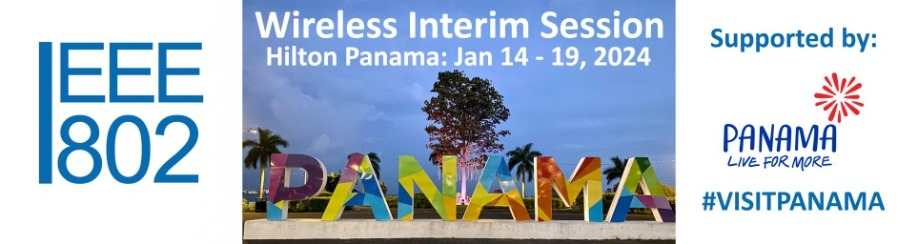 IEEE
802
Wireless Interim Session
Hilton Panama: Jan 14 - 19, 2024
PANAMA
Supported by:
PANAMA
LIVE FOR MORE
#VISITPANAMA